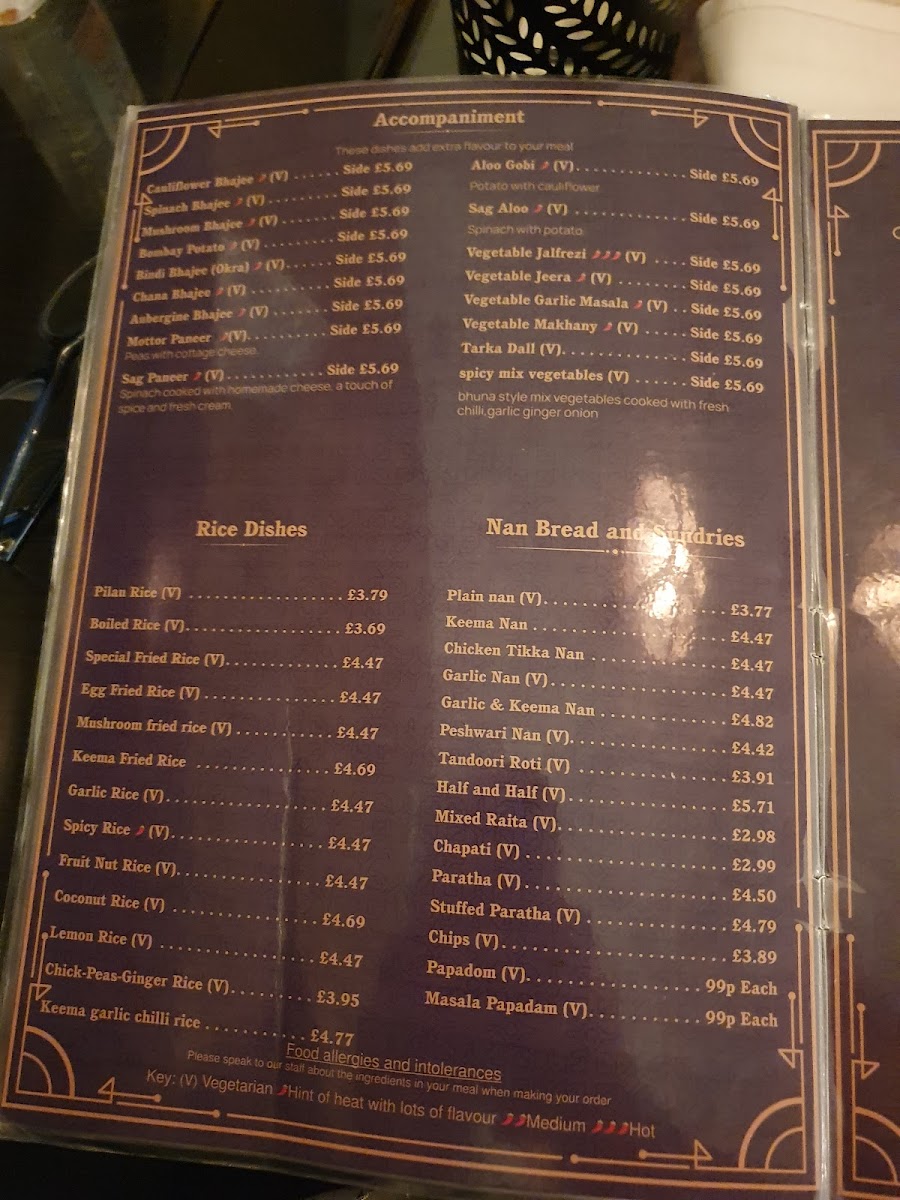 Accompaniment
These dishes add extra flavour to your meal
Cauliflower Bhajee (V) ...... Side £5.69
Spinach Bhajee (V) ......... Side £5.69
Mushroom Bhajee (V) ........ Side £5.69
Bombay Potato (V) .......... Side £5.69
Bindi Bhajee (Okra) (V) ...... Side £5.69
Chana Bhajee (V) ........... Side £5.69
Aubergine Bhajee (V) ........ Side £5.69
Mottor Paneer (V) ........... Side £5.69
Peas with cottage cheese.
Sag Paneer (V) ............. Side £5.69
Spinach cooked with homemade cheese, a touch of
spice and fresh cream.
Aloo Gobi (V) ............. Side £5.69
Potato with cauliflower
Sag Aloo (V) ............. Side £5.69
Spinach with potato.
Vegetable Jalfrezi (V) .... Side £5.69
Vegetable Jeera (V) ........ Side £5.69
Vegetable Garlic Masala (V) .. Side £5.69
Vegetable Makhany (V) .... Side £5.69
Tarka Dall (V) .............. Side £5.69
spicy mix vegetables (V) ...... Side £5.69
bhuna style mix vegetables cooked with fresh
chilli,garlic ginger onion
Rice Dishes
Pilan Rice (V) .................. £3.79
Boiled Rice (V) .................. £3.69
Special Fried Rice (V) ............. £4.47
Egg Fried Rice (V) ............... £4.47
Mushroom fried rice (V) ........... £4.47
Keema Fried Rice ............... £4.69
Garlic Rice (V) .................. £4.47
Spicy Rice (V) .................. £4.47
Fruit Nut Rice (V) ................ £4.47
Coconut Rice (V) ................ £4.69
Lemon Rice (V) ................. £4.47
Chick-Peas-Ginger Rice (V) ......... £3.95
Keema garlic chilli rice ........... £4.77
Nan Bread and Sundries
Plain nan (V) .................... £3.77
Keema Nan .................... £4.47
Chicken Tikka Nan .............. £4.47
Garlic Nan (V) .................. £4.47
Garlic & Keema Nan ............. £4.82
Peshwari Nan (V) ................ £4.42
Tandoori Roti (V) ................ £3.91
Half and Half (V) ................ £5.71
Mixed Raita (V) ................. £2.98
Chapati (V) .................... £2.99
Paratha (V) .................... £4.50
Stuffed Paratha (V) .............. £4.79
Chips (V) ...................... £3.89
Papadom (V) .................. 99p Each
Masala Papadam (V) ............ 99p Each
Food allergies and intolerances
Please speak to our staff about the ingredients in your meal when making your order
Key: (V) Vegetarian Hint of heat with lots of flavour Medium Hot